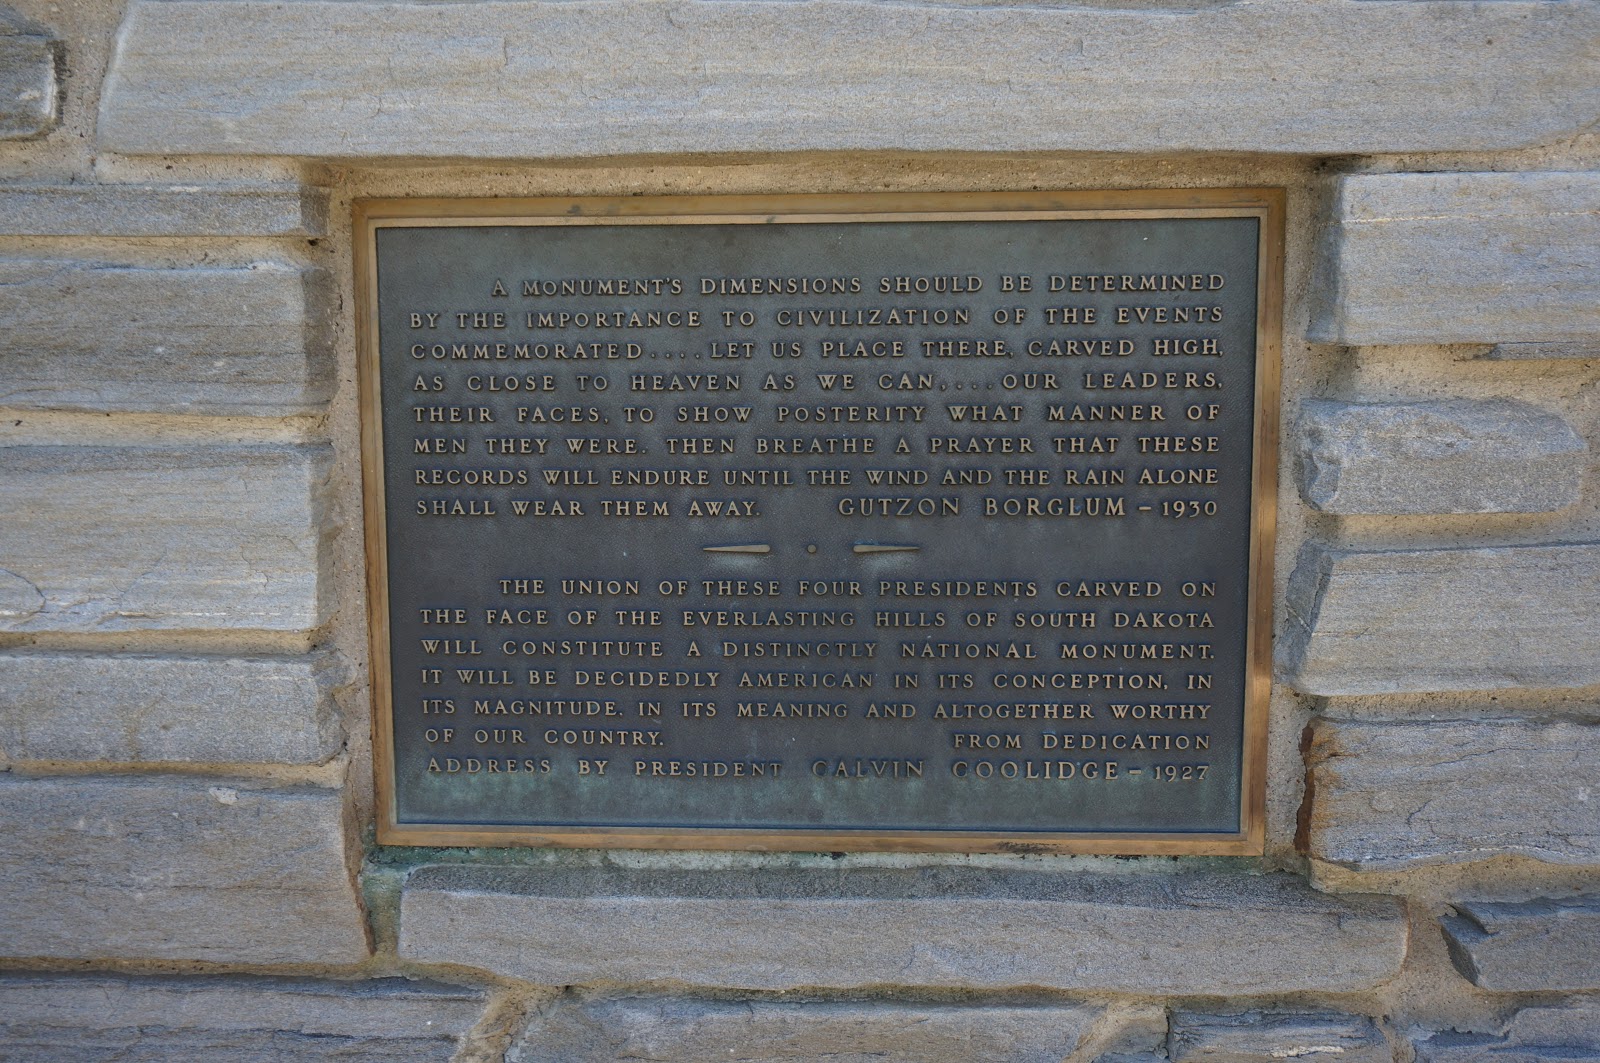 A MONUMENT'S DIMENSIONS SHOULD BE DETERMINED
BY THE IMPORTANCE TO CIVILIZATION OF THE EVENTS
COMMEMORATED.... LET US PLACE THERE, CARVED HIGH,
AS CLOSE TO HEAVEN AS WE CAN,.... OUR LEADERS,
THEIR FACES, TO SHOW POSTERITY WHAT MANNER OF
MEN THEY WERE. THEN BREATHE A PRAYER THAT THESE
RECORDS WILL ENDURE UNTIL THE WIND AND THE RAIN ALONE
SHALL WEAR THEM AWAY. GUTZON BORGLUM – 1930
THE UNION OF THESE FOUR PRESIDENTS CARVED ON
THE FACE OF THE EVERLASTING HILLS OF SOUTH DAKOTA
WILL CONSTITUTE A DISTINCTLY NATIONAL MONUMENT.
IT WILL BE DECIDEDLY AMERICAN IN ITS CONCEPTION, IN
ITS MAGNITUDE, IN ITS MEANING AND ALTOGETHER WORTHY
OF OUR COUNTRY. FROM DEDICATION
ADDRESS BY PRESIDENT CALVIN COOLIDGE – 1927